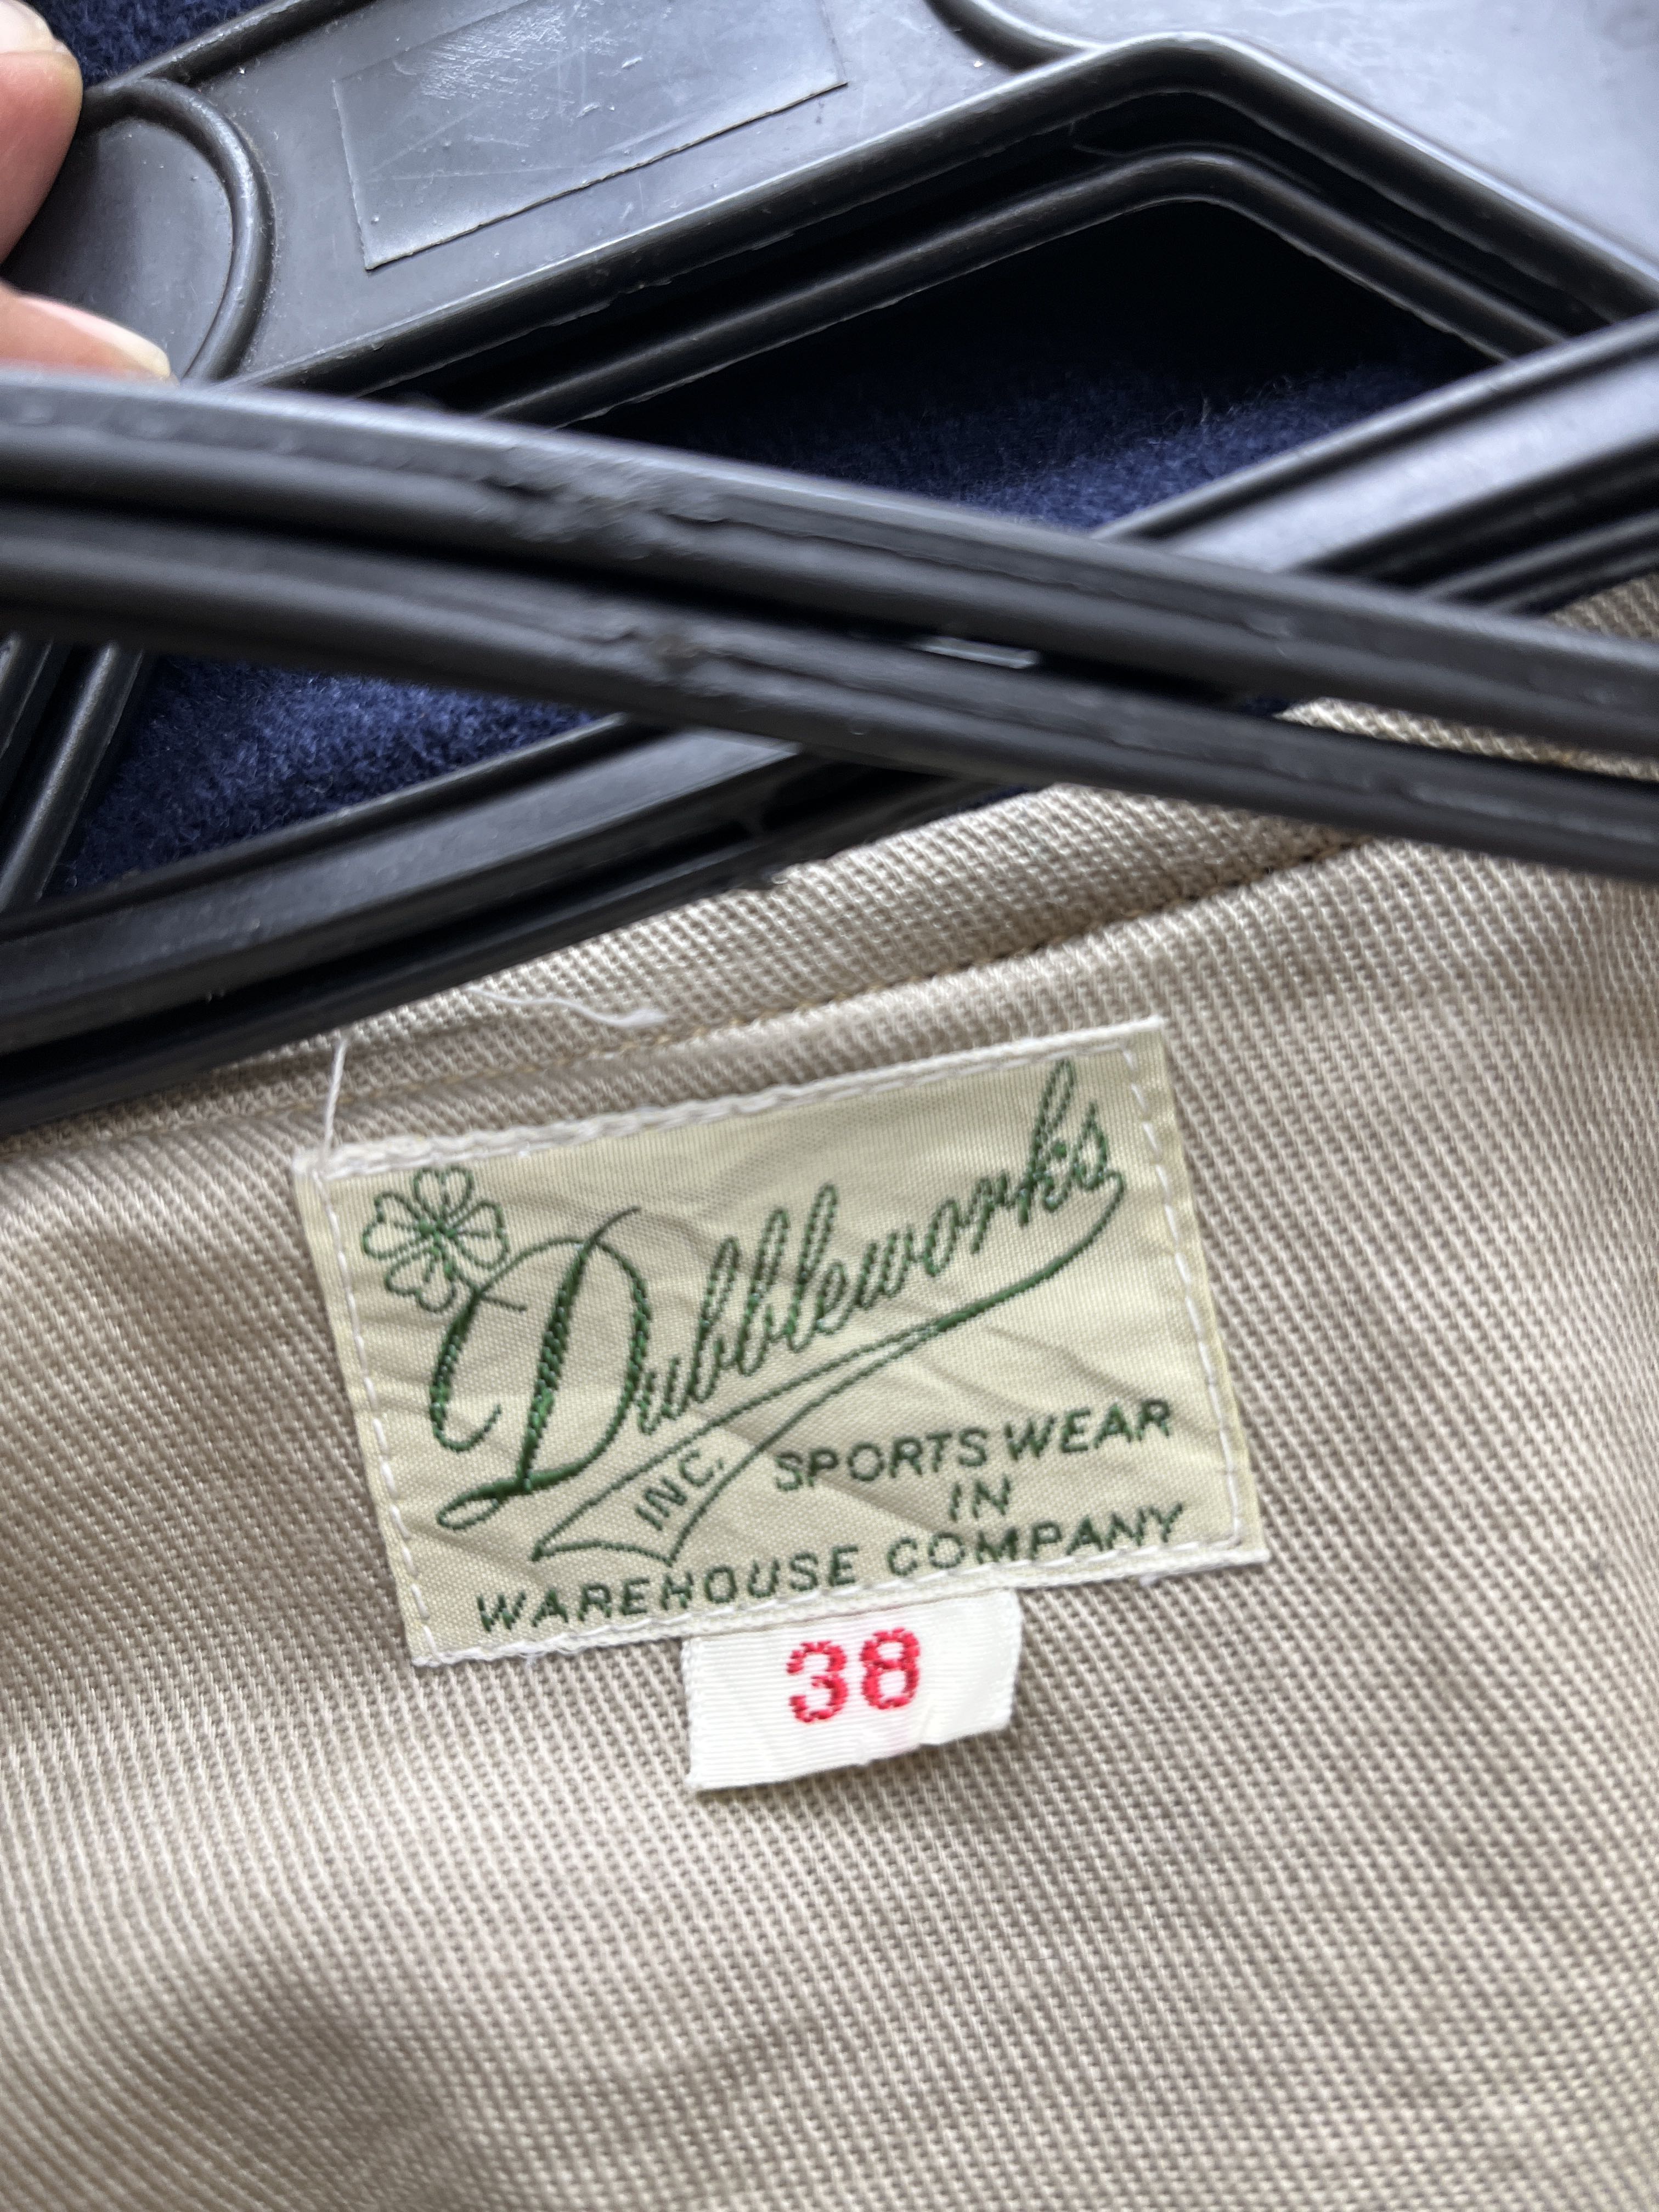 Dubbleworks
INC.
SPORTS WEAR
IN
WAREHOUSE COMPANY
38